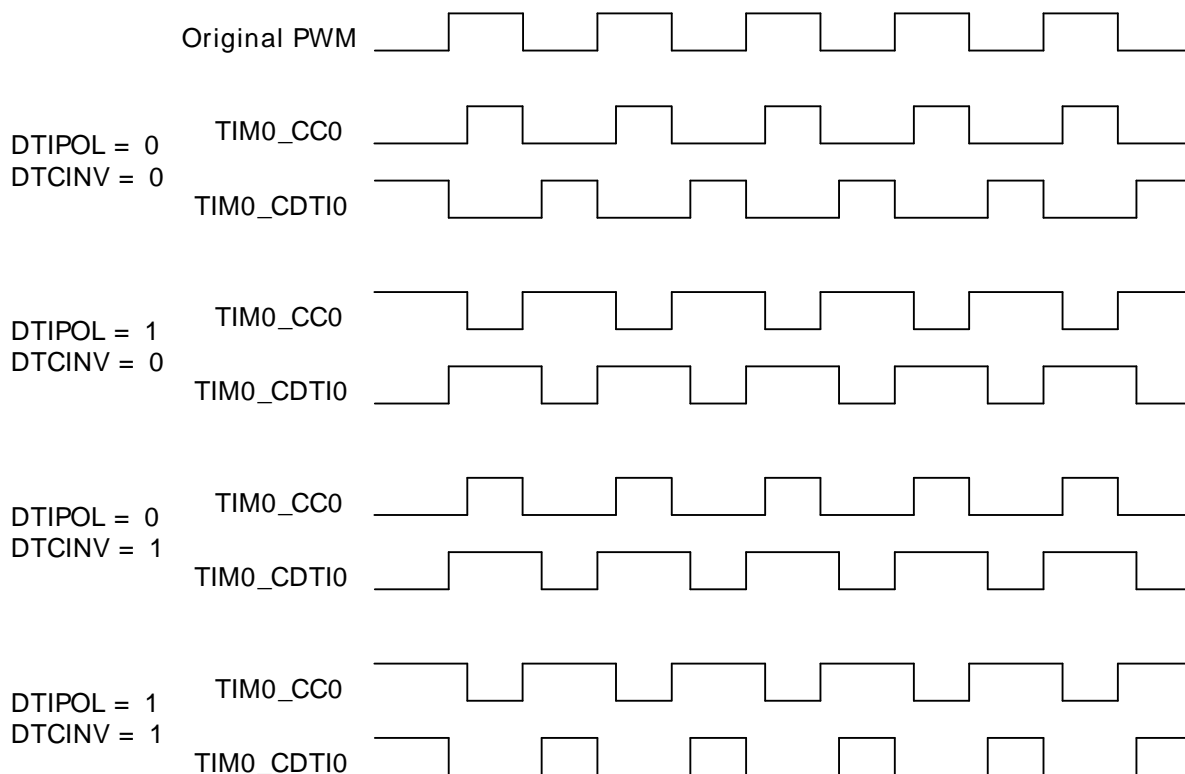 Original PWM
DTIPOL = 0
DTCINV = 0
TIM0_CC0
TIM0_CDTI0
DTIPOL = 1
DTCINV = 0
TIM0_CC0
TIM0_CDTI0
DTIPOL = 0
DTCINV = 1
TIM0_CC0
TIM0_CDTI0
DTIPOL = 1
DTCINV = 1
TIM0_CC0
TIM0_CDTI0